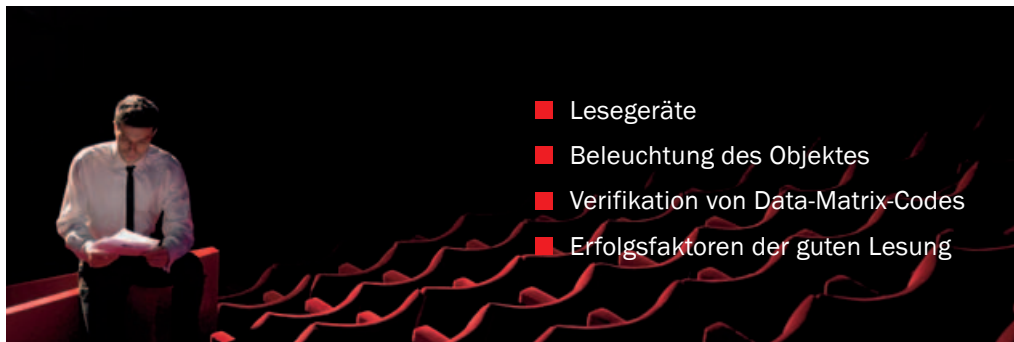 Lesegeräte
Beleuchtung des Objektes
Verifikation von Data-Matrix-Codes
Erfolgsfaktoren der guten Lesung